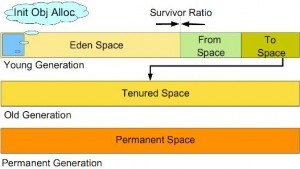 Init Obj Alloc
Survivor Ratio
Eden Space
From
Space
To
Space
Young Generation
Tenured Space
Old Generation
Permanent Space
Permanent Generation